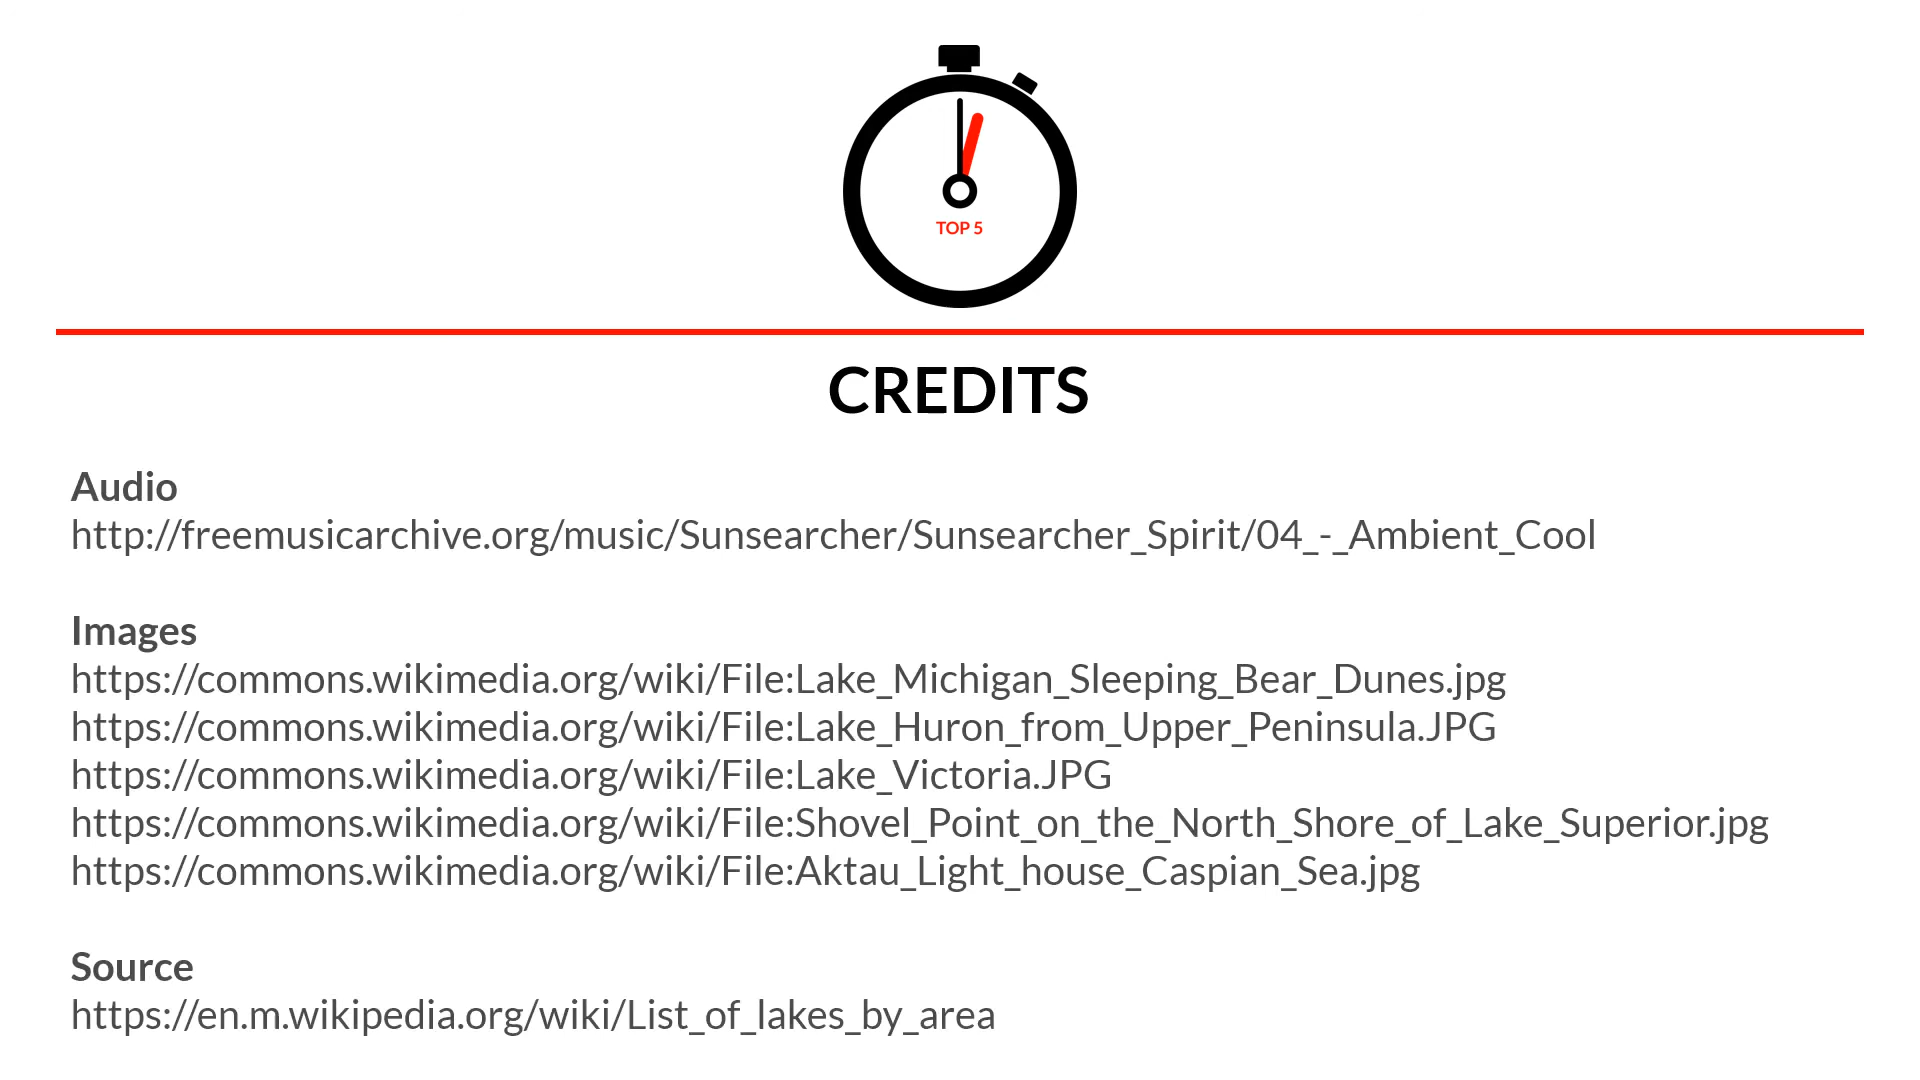 TOP 5
CREDITS
Audio
http://freemusicarchive.org/music/Sunsearcher/Sunsearcher_Spirit/04_-_Ambient_Cool
Images
https://commons.wikimedia.org/wiki/File:Lake_Michigan_Sleeping_Bear_Dunes.jpg
https://commons.wikimedia.org/wiki/File:Lake_Huron_from_Upper_Peninsula.JPG
https://commons.wikimedia.org/wiki/File:Lake_Victoria.JPG
https://commons.wikimedia.org/wiki/File:Shovel_Point_on_the_North_Shore_of_Lake_Superior.jpg
https://commons.wikimedia.org/wiki/File:Aktau_Light_house_Caspian_Sea.jpg
Source
https://en.m.wikipedia.org/wiki/List_of_lakes_by_area